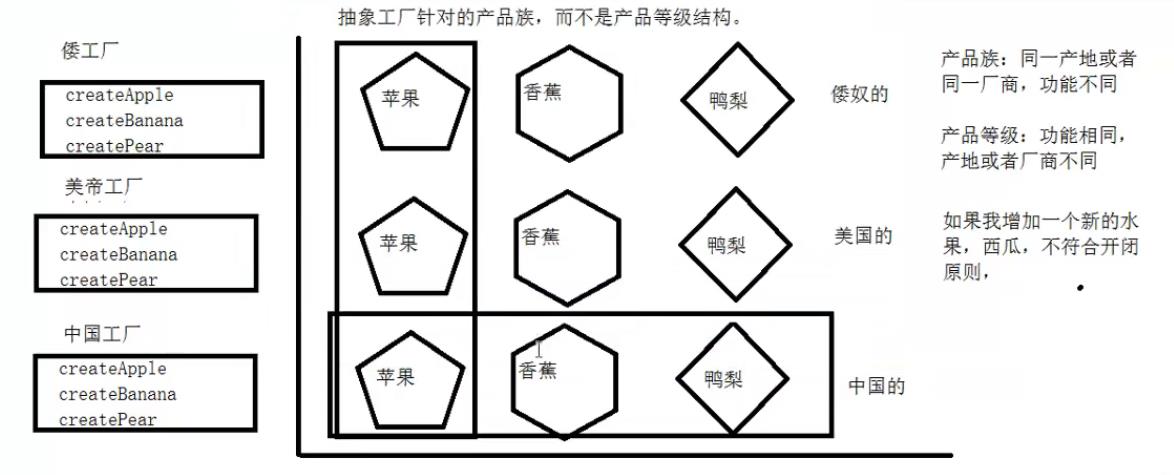 抽象工厂针对的产品族，而不是产品等级结构。
倭工厂
createApple
createBanana
createPear
美帝工厂
createApple
createBanana
createPear
中国工厂
createApple
createBanana
createPear
苹果
香蕉
鸭梨
倭奴的
苹果
香蕉
鸭梨
美国的
苹果
香蕉
鸭梨
中国的
产品族：同一产地或者
同一厂商，功能不同
产品等级：功能相同，
产地或者厂商不同
如果我增加一个新的水
果，西瓜，不符合开闭
原则，